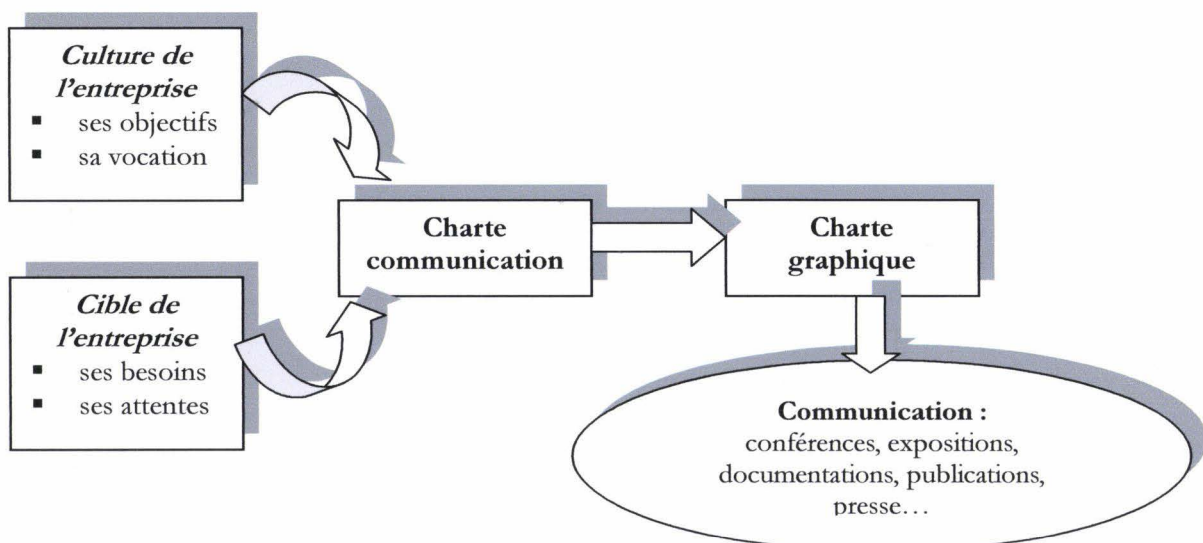 Culture de
l'entreprise
▪ ses objectifs
▪ sa vocation
Charte
communication
Charte
graphique
Cible de
l'entreprise
▪ ses besoins
▪ ses attentes
Communication :
conférences, expositions,
documentations, publications,
presse…